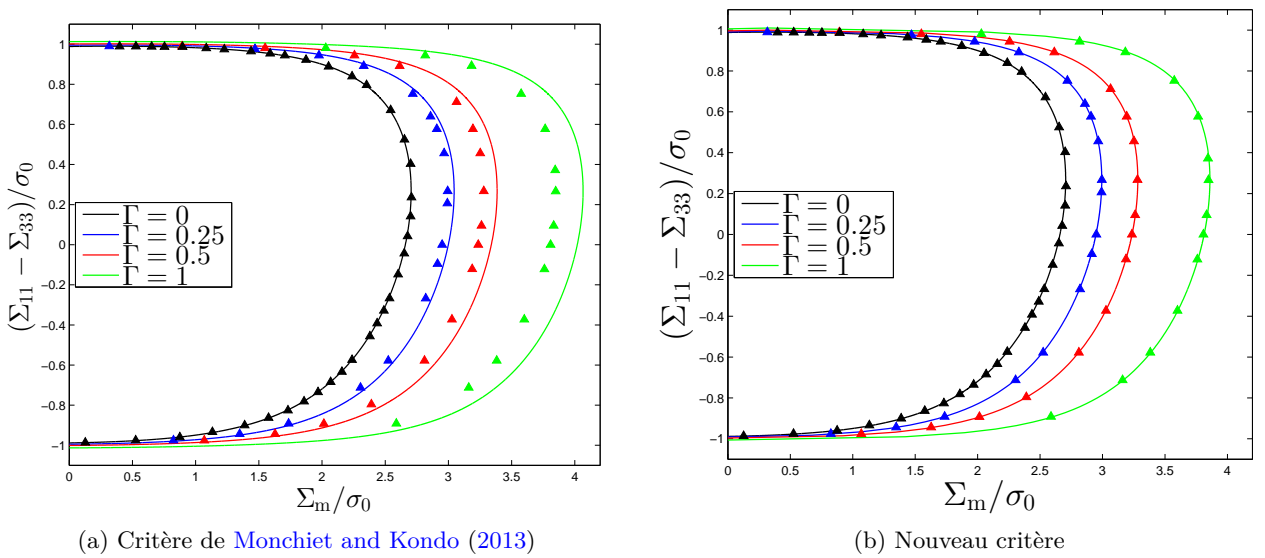 (Σ₁₁ − Σ₃₃)/σ₀
1
0.8
0.6
0.4
0.2
0
-0.2
-0.4
-0.6
-0.8
-1
Γ = 0
Γ = 0.25
Γ = 0.5
Γ = 1
0 0.5 1 1.5 2 2.5 3 3.5 4
Σₘ/σ₀
(a) Critère de Monchiet and Kondo (2013)
(Σ₁₁ − Σ₃₃)/σ₀
1
0.8
0.6
0.4
0.2
0
-0.2
-0.4
-0.6
-0.8
-1
Γ = 0
Γ = 0.25
Γ = 0.5
Γ = 1
0 0.5 1 1.5 2 2.5 3 3.5 4
Σₘ/σ₀
(b) Nouveau critère